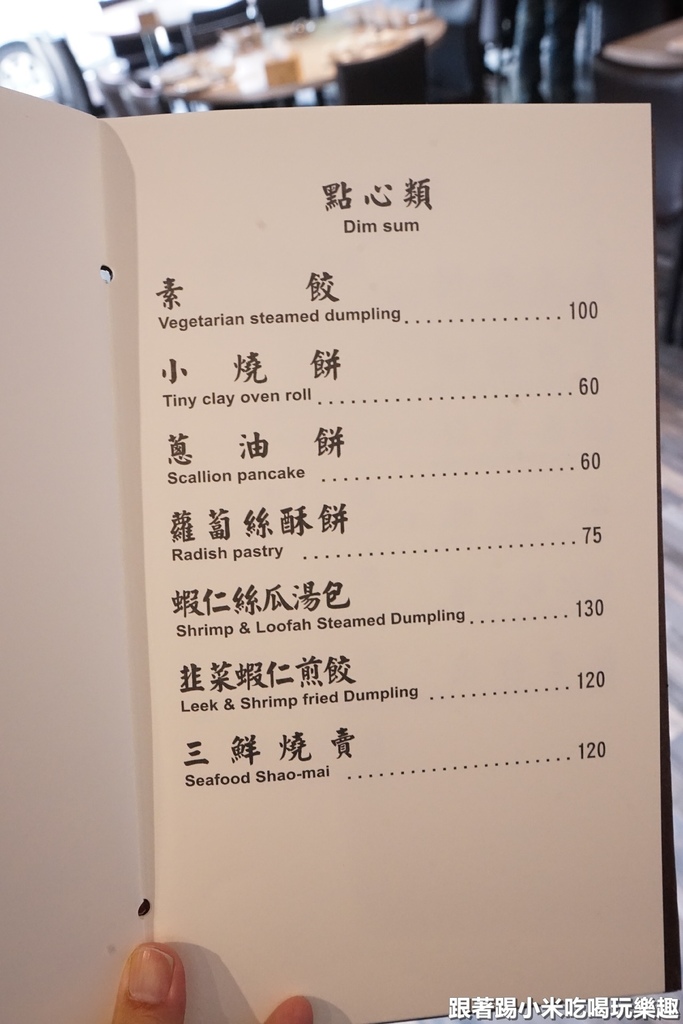 點心類
Dim sum
素餃
Vegetarian steamed dumpling...............100
小燒餅
Tiny clay oven roll.........................60
蔥油餅
Scallion pancake........................60
蘿蔔絲酥餅
Radish pastry..........................75
蝦仁絲瓜湯包
Shrimp & Loofah Steamed Dumpling.........130
韭菜蝦仁煎餃
Leek & Shrimp fried Dumpling.............120
三鮮燒賣
Seafood Shao-mai......................120
跟著踢小米吃喝玩樂趣